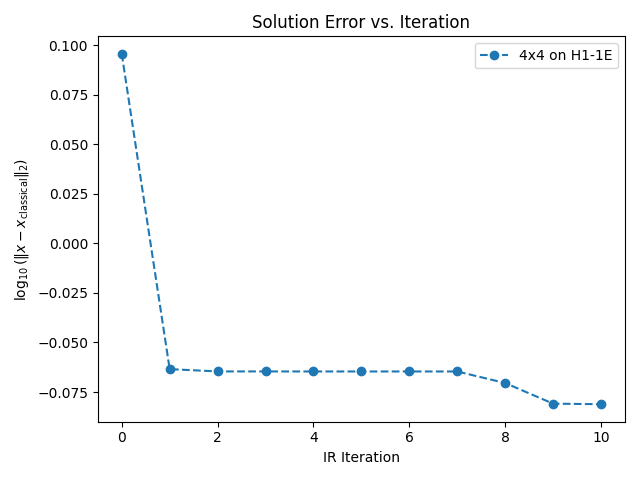 Solution Error vs. Iteration
4x4 on H1-1E
log₁₀(‖x − x_classical‖₂)
0.100
0.075
0.050
0.025
0.000
−0.025
−0.050
−0.075
0 2 4 6 8 10
IR Iteration